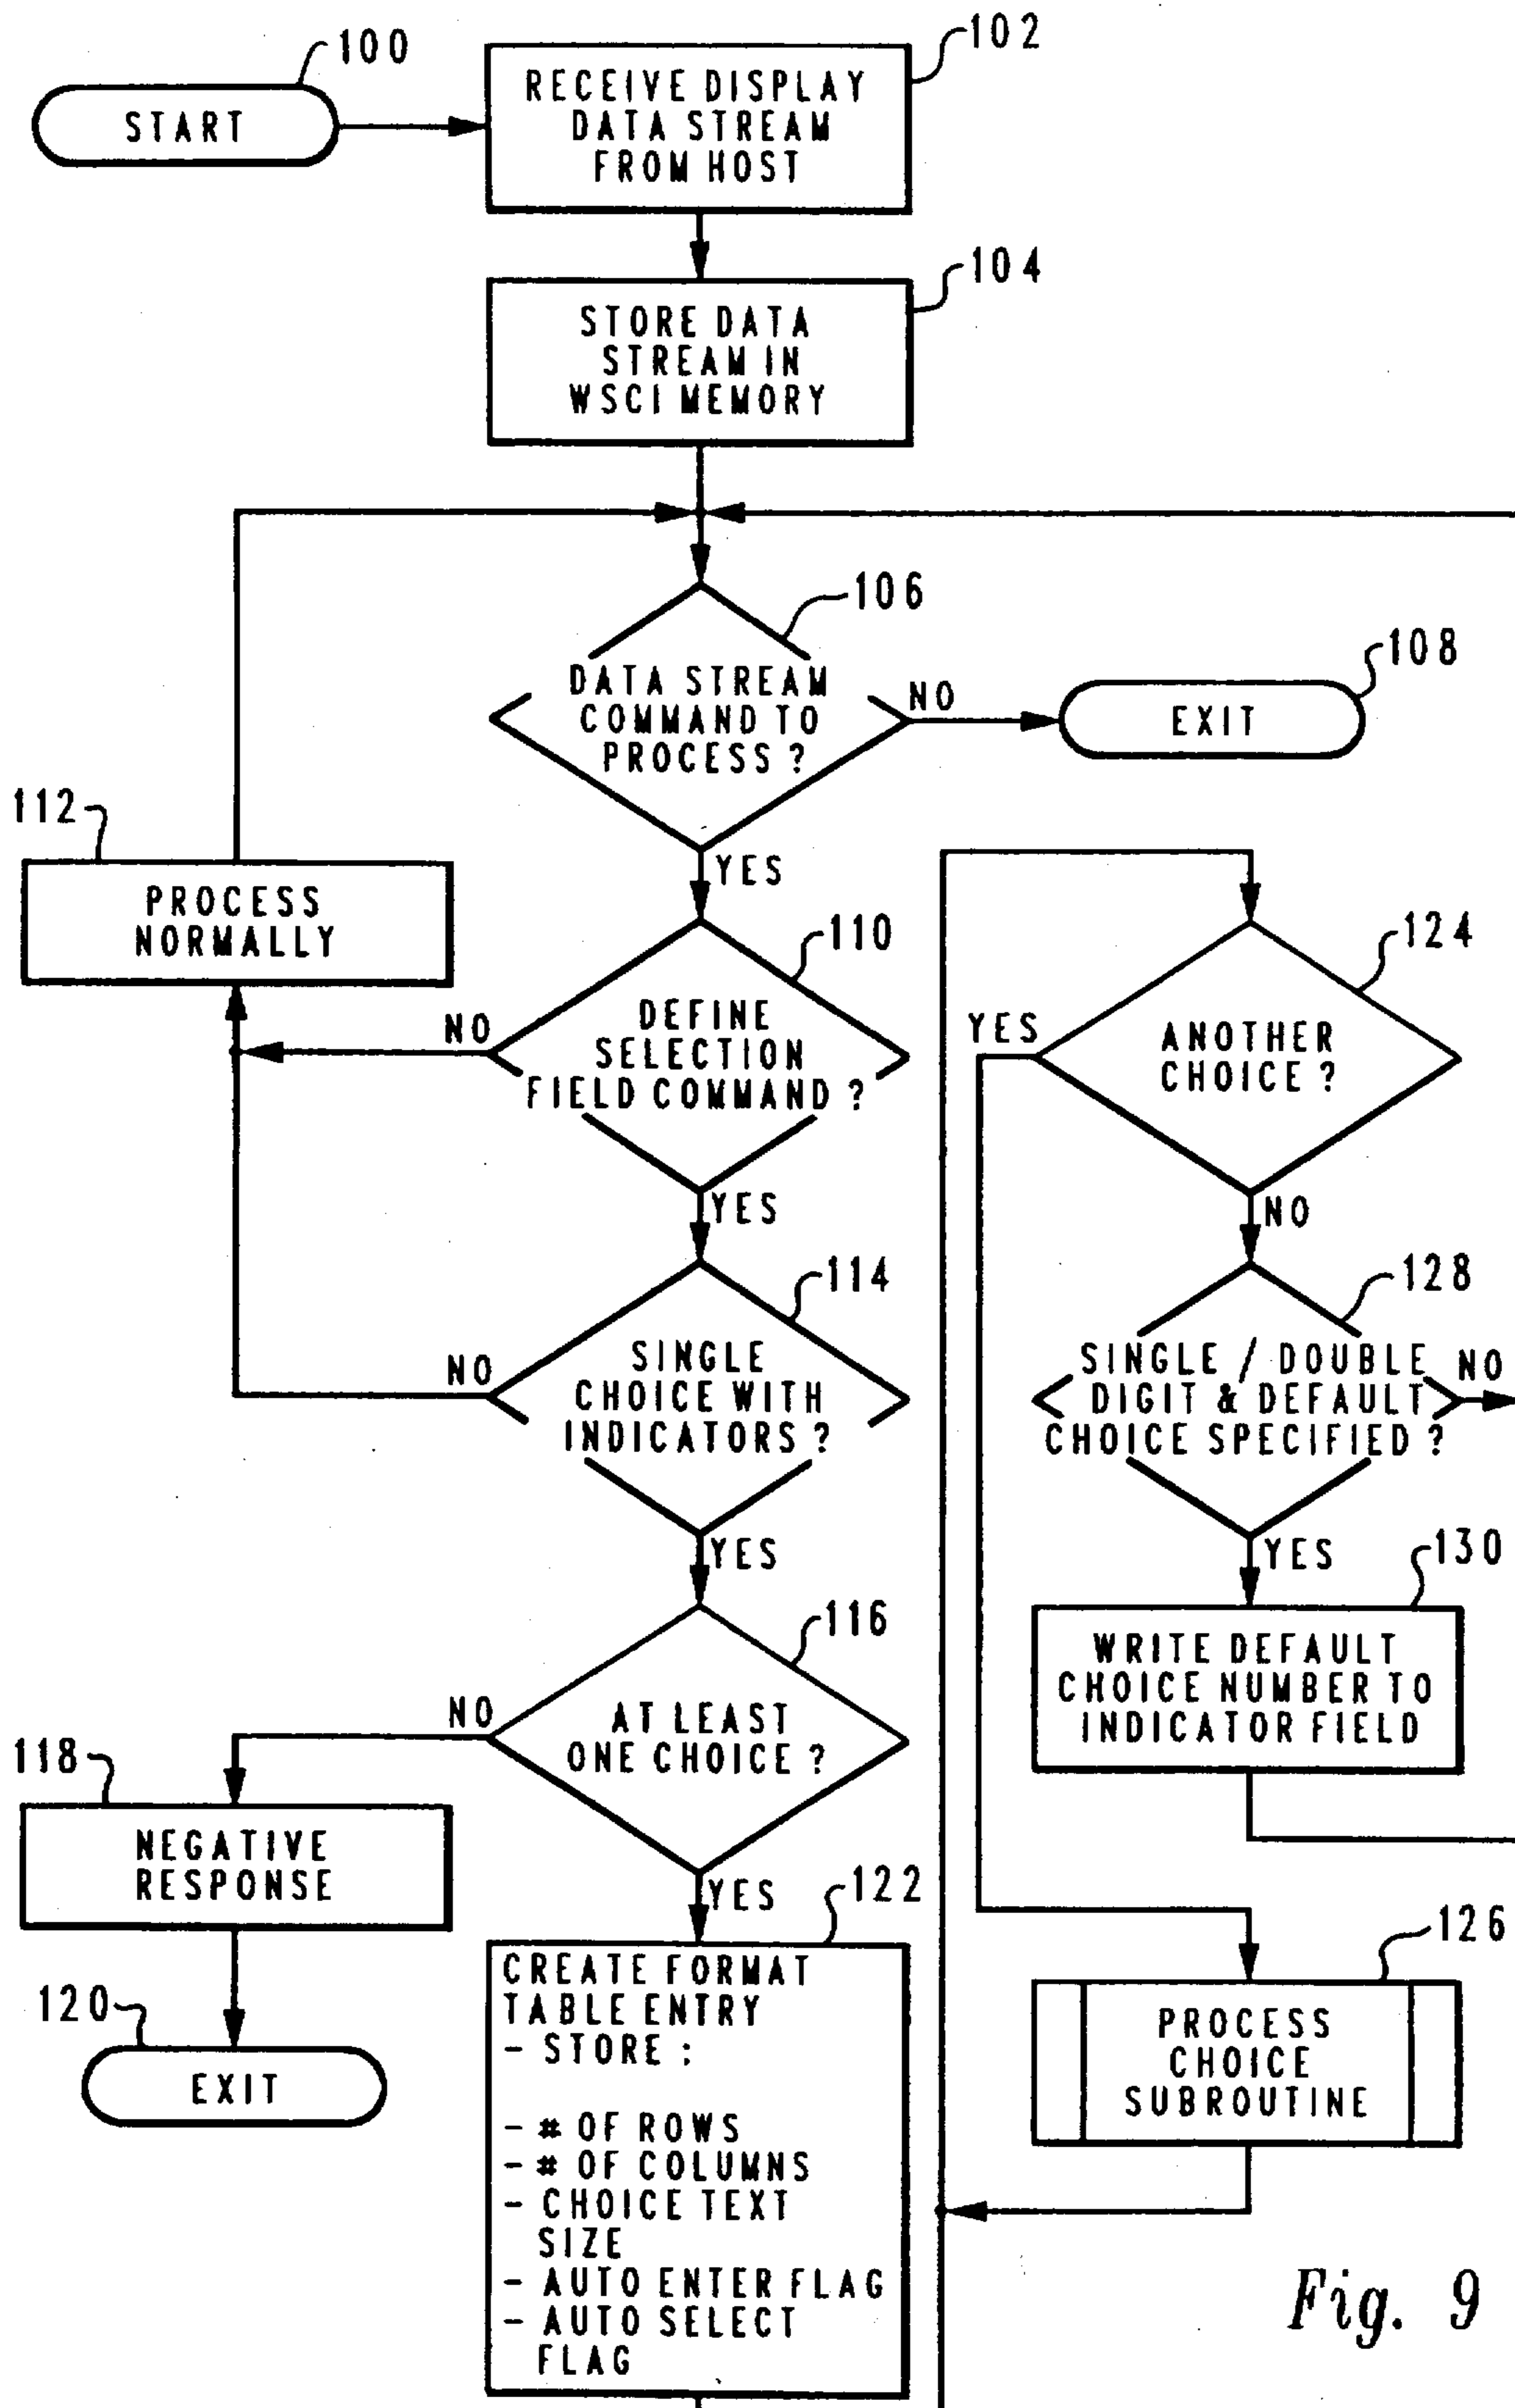 100
START
102
RECEIVE DISPLAY
DATA STREAM
FROM HOST
104
STORE DATA
STREAM IN
WSCI MEMORY
106
DATA STREAM
COMMAND TO
PROCESS ?
NO
108
EXIT
YES
112
PROCESS
NORMALLY
110
DEFINE
SELECTION
FIELD COMMAND ?
NO
YES
114
SINGLE
CHOICE WITH
INDICATORS ?
NO
YES
116
AT LEAST
ONE CHOICE ?
NO
118
NEGATIVE
RESPONSE
120
EXIT
YES
122
CREATE FORMAT
TABLE ENTRY
- STORE :
- # OF ROWS
- # OF COLUMNS
- CHOICE TEXT
SIZE
- AUTO ENTER FLAG
- AUTO SELECT
FLAG
124
ANOTHER
CHOICE ?
YES
NO
128
SINGLE / DOUBLE
DIGIT & DEFAULT
CHOICE SPECIFIED ?
NO
YES
130
WRITE DEFAULT
CHOICE NUMBER TO
INDICATOR FIELD
126
PROCESS
CHOICE
SUBROUTINE
Fig. 9